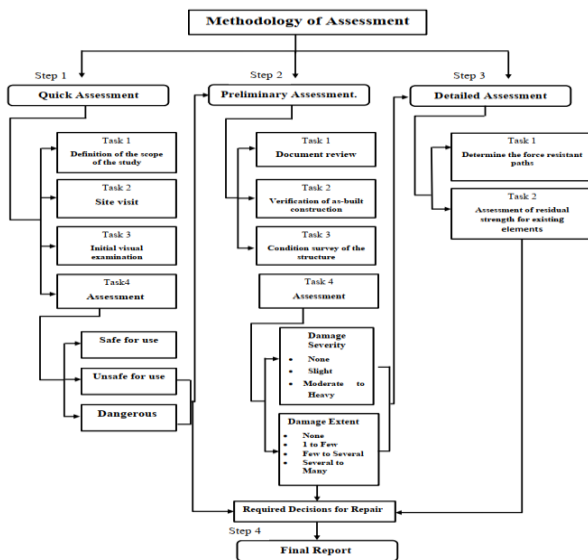 Methodology of Assessment
Step 1
Quick Assessment
Task 1
Definition of the scope
of the study
Task 2
Site visit
Task 3
Initial visual
examination
Task4
Assessment
Safe for use
Unsafe for use
Dangerous
Step 2
Preliminary Assessment.
Task 1
Document review
Task 2
Verification of as-built
construction
Task 3
Condition survey of the
structure
Task 4
Assessment
Damage
Severity
• None
• Slight
• Moderate to
Heavy
Damage Extent
• None
• 1 to Few
• Few to Several
• Several to
Many
Step 3
Detailed Assessment
Task 1
Determine the force resistant
paths
Task 2
Assessment of residual
strength for existing
elements
Required Decisions for Repair
Step 4
Final Report